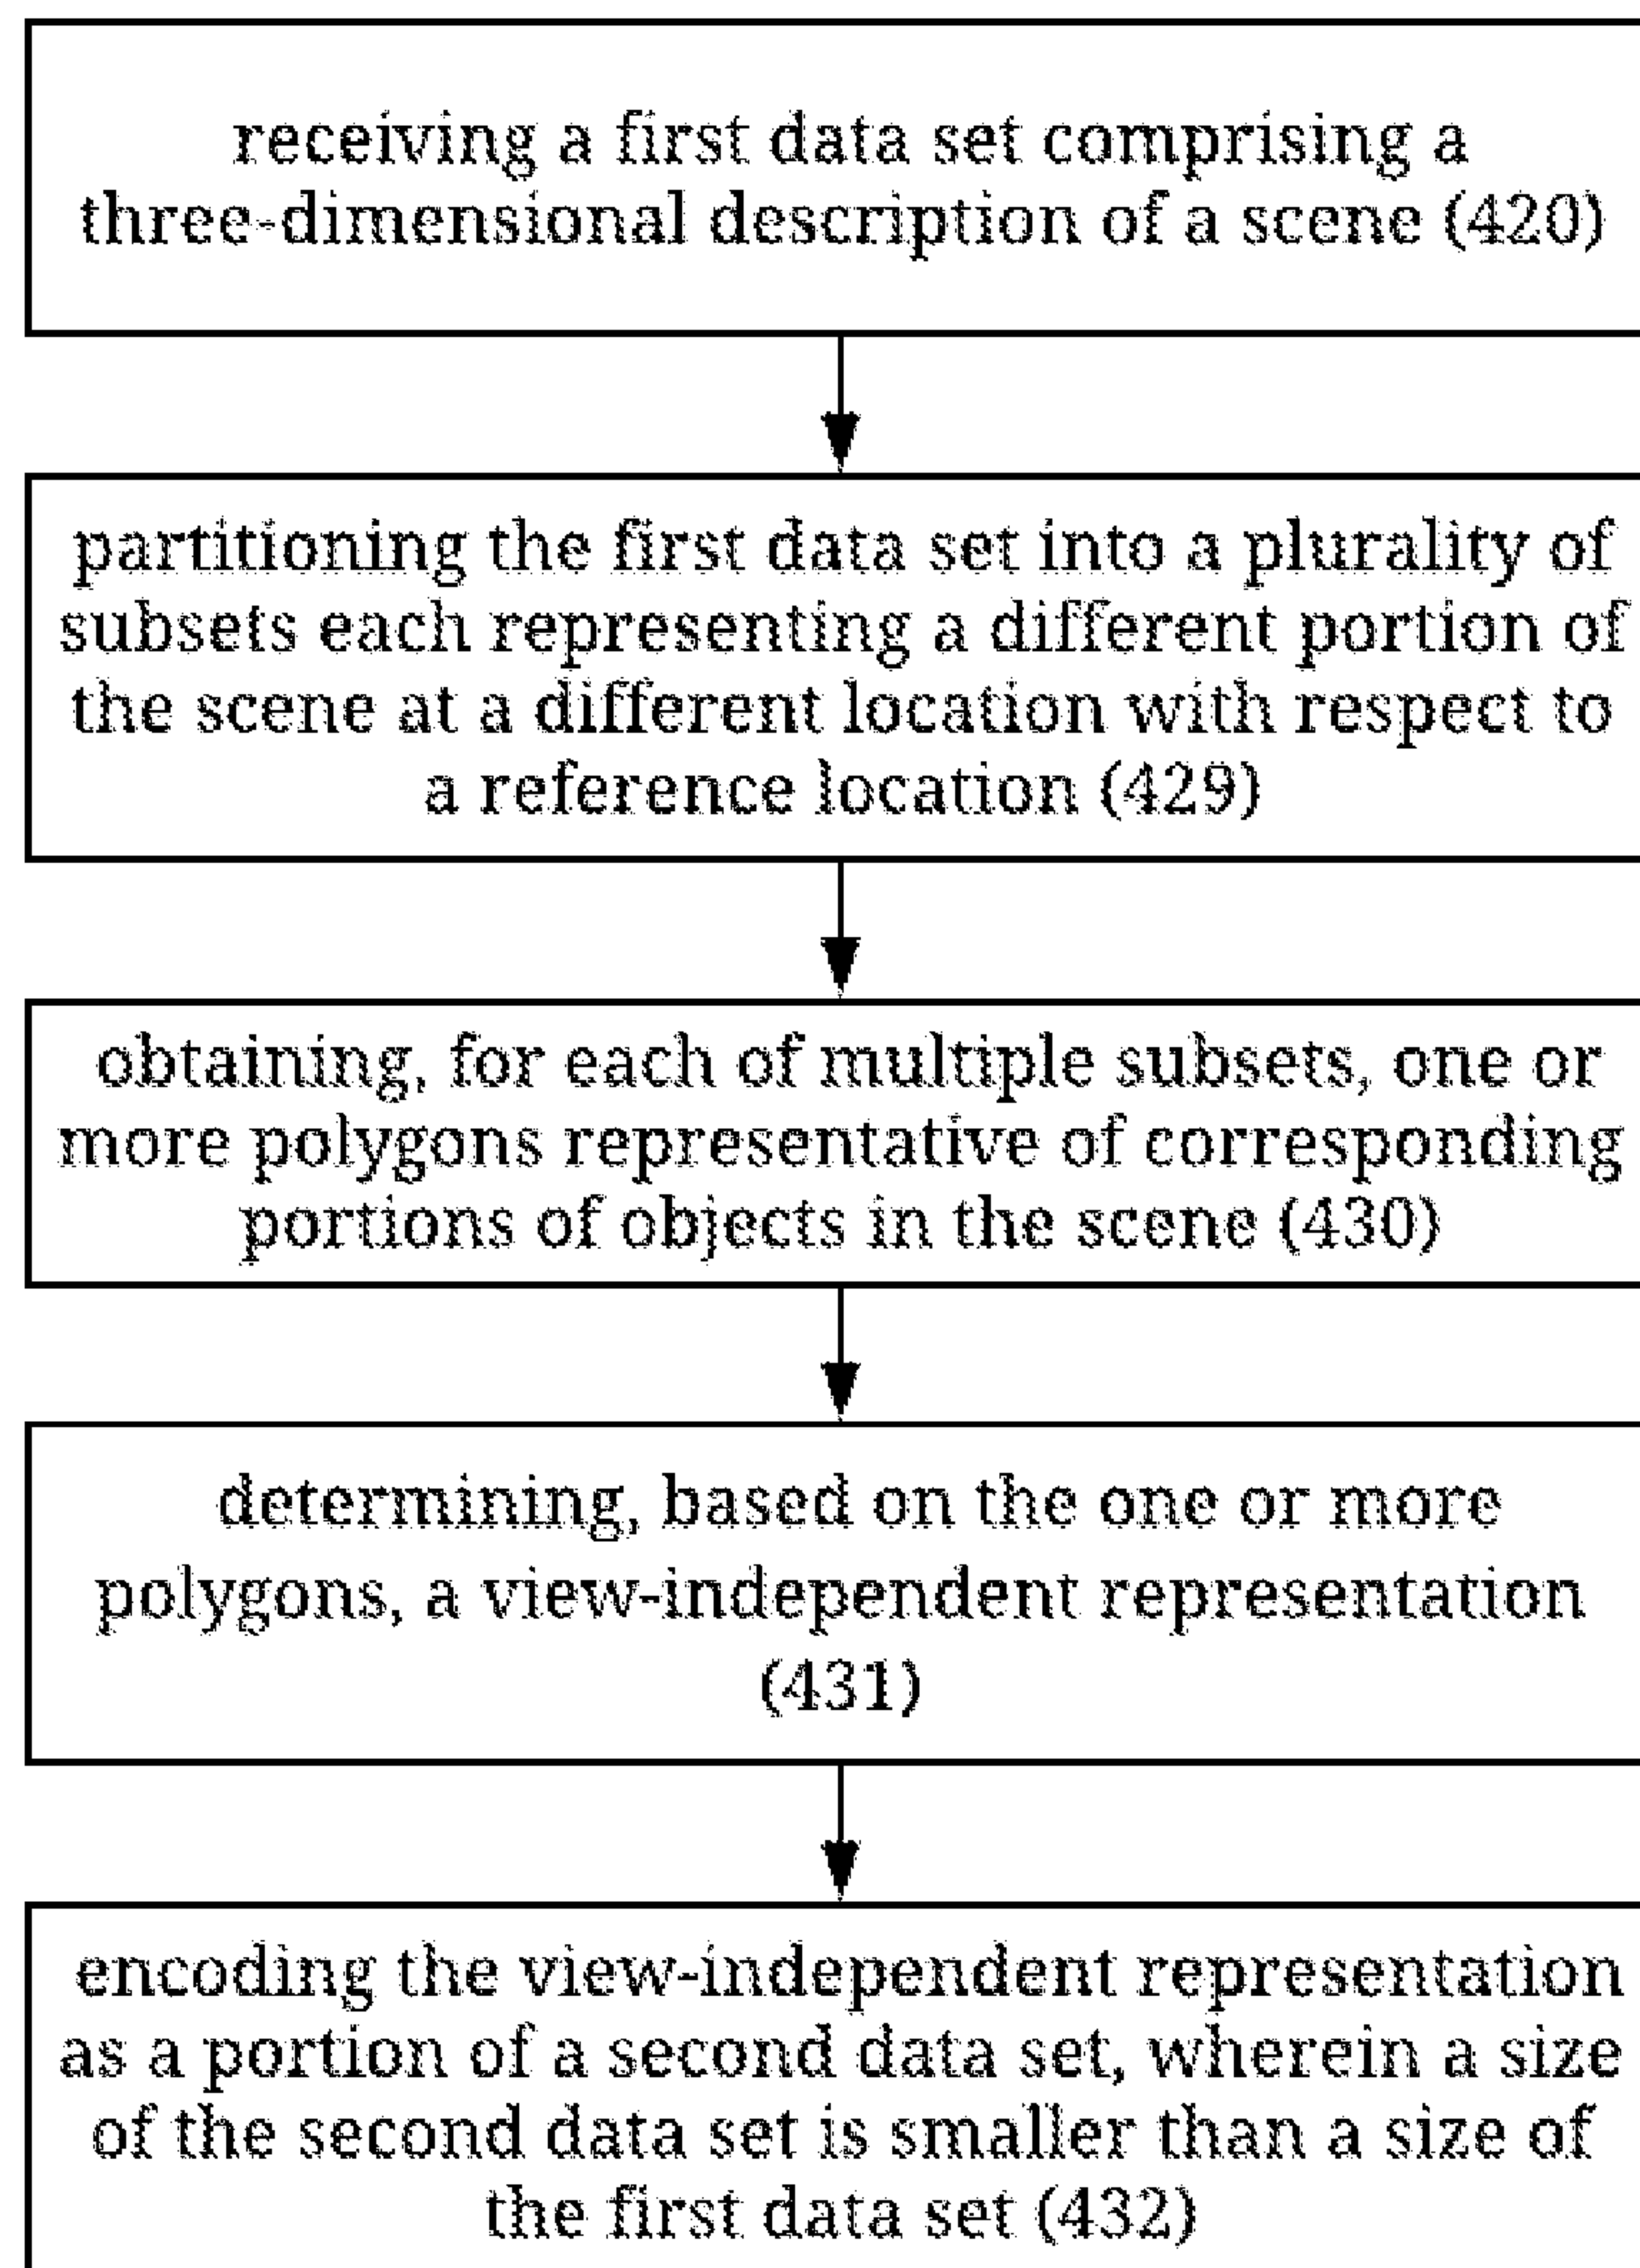 receiving a first data set comprising a
three-dimensional description of a scene (420)
partitioning the first data set into a plurality of
subsets each representing a different portion of
the scene at a different location with respect to
a reference location (429)
obtaining, for each of multiple subsets, one or
more polygons representative of corresponding
portions of objects in the scene (430)
determining, based on the one or more
polygons, a view-independent representation
(431)
encoding the view-independent representation
as a portion of a second data set, wherein a size
of the second data set is smaller than a size of
the first data set (432)